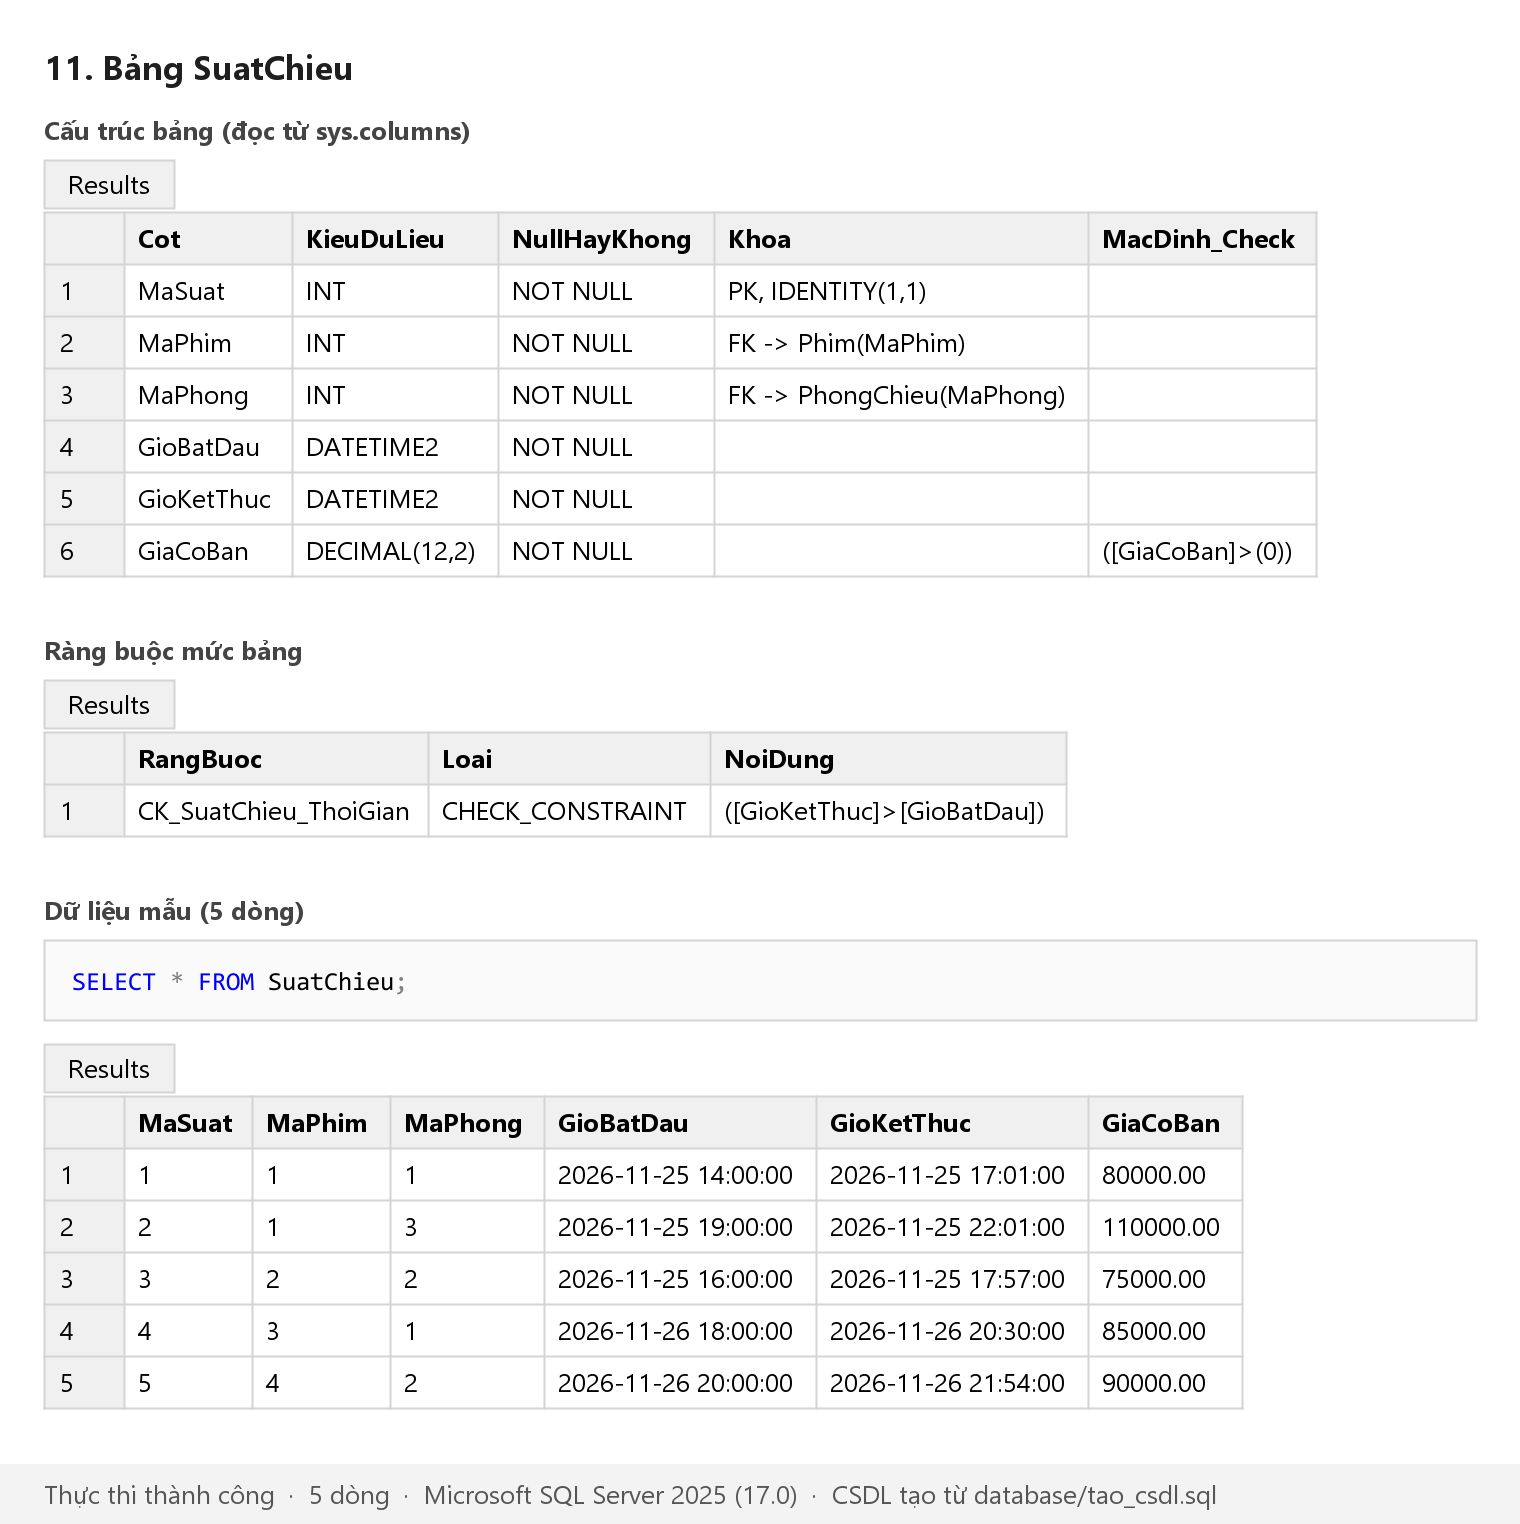 11. Bảng SuatChieu
Cấu trúc bảng (đọc từ sys.columns)
Results
Cot KieuDuLieu NullHayKhong Khoa MacDinh_Check
1 MaSuat INT NOT NULL PK, IDENTITY(1,1)
2 MaPhim INT NOT NULL FK -> Phim(MaPhim)
3 MaPhong INT NOT NULL FK -> PhongChieu(MaPhong)
4 GioBatDau DATETIME2 NOT NULL
5 GioKetThuc DATETIME2 NOT NULL
6 GiaCoBan DECIMAL(12,2) NOT NULL ([GiaCoBan]>(0))
Ràng buộc mức bảng
Results
RangBuoc Loai NoiDung
1 CK_SuatChieu_ThoiGian CHECK_CONSTRAINT ([GioKetThuc]>[GioBatDau])
Dữ liệu mẫu (5 dòng)
SELECT * FROM SuatChieu;
Results
MaSuat MaPhim MaPhong GioBatDau GioKetThuc GiaCoBan
1 1 1 1 2026-11-25 14:00:00 2026-11-25 17:01:00 80000.00
2 2 1 3 2026-11-25 19:00:00 2026-11-25 22:01:00 110000.00
3 3 2 2 2026-11-25 16:00:00 2026-11-25 17:57:00 75000.00
4 4 3 1 2026-11-26 18:00:00 2026-11-26 20:30:00 85000.00
5 5 4 2 2026-11-26 20:00:00 2026-11-26 21:54:00 90000.00
Thực thi thành công · 5 dòng · Microsoft SQL Server 2025 (17.0) · CSDL tạo từ database/tao_csdl.sql